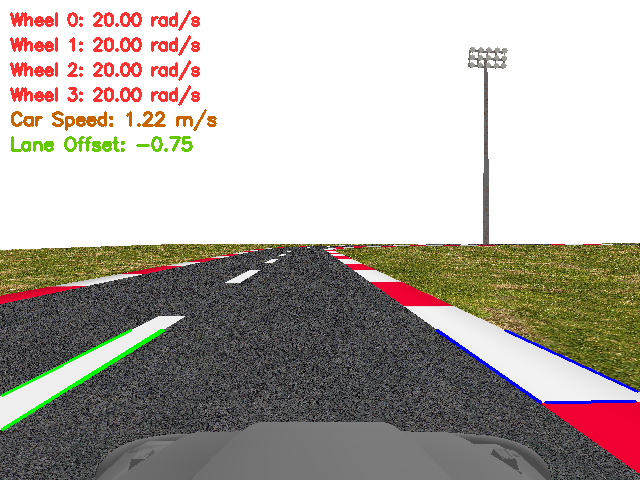 Wheel 0: 20.00 rad/s
Wheel 1: 20.00 rad/s
Wheel 2: 20.00 rad/s
Wheel 3: 20.00 rad/s
Car Speed: 1.22 m/s
Lane Offset: -0.75